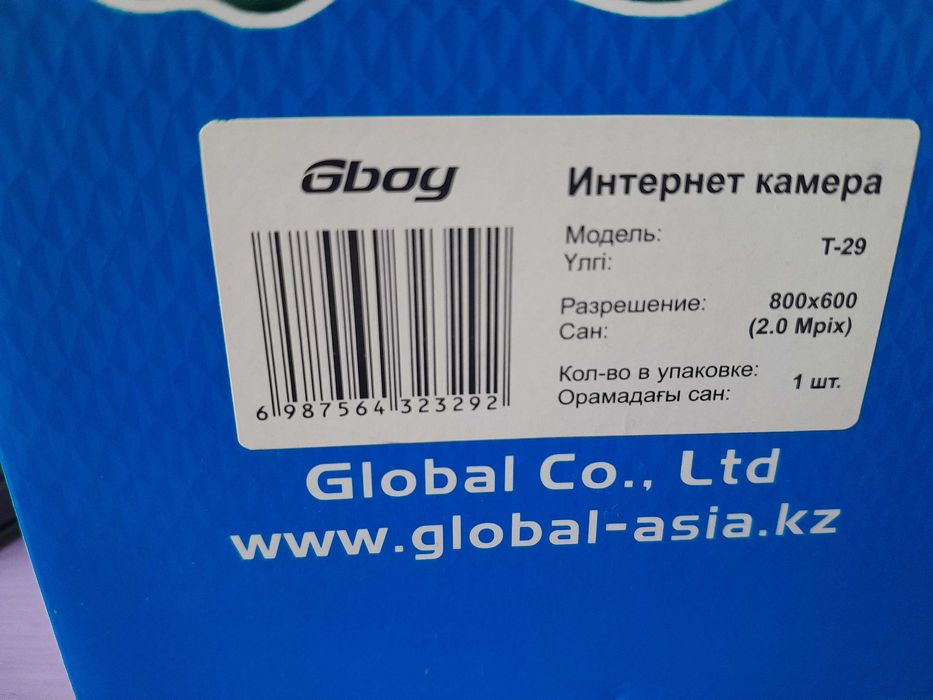 Gboy
Интернет камера
Модель:
Үлгі:
T-29
Разрешение:
Сан:
800x600
(2.0 Mpix)
Кол-во в упаковке:
Орамадағы сан:
1 шт.
6 987564 323292
Global Co., Ltd
www.global-asia.kz